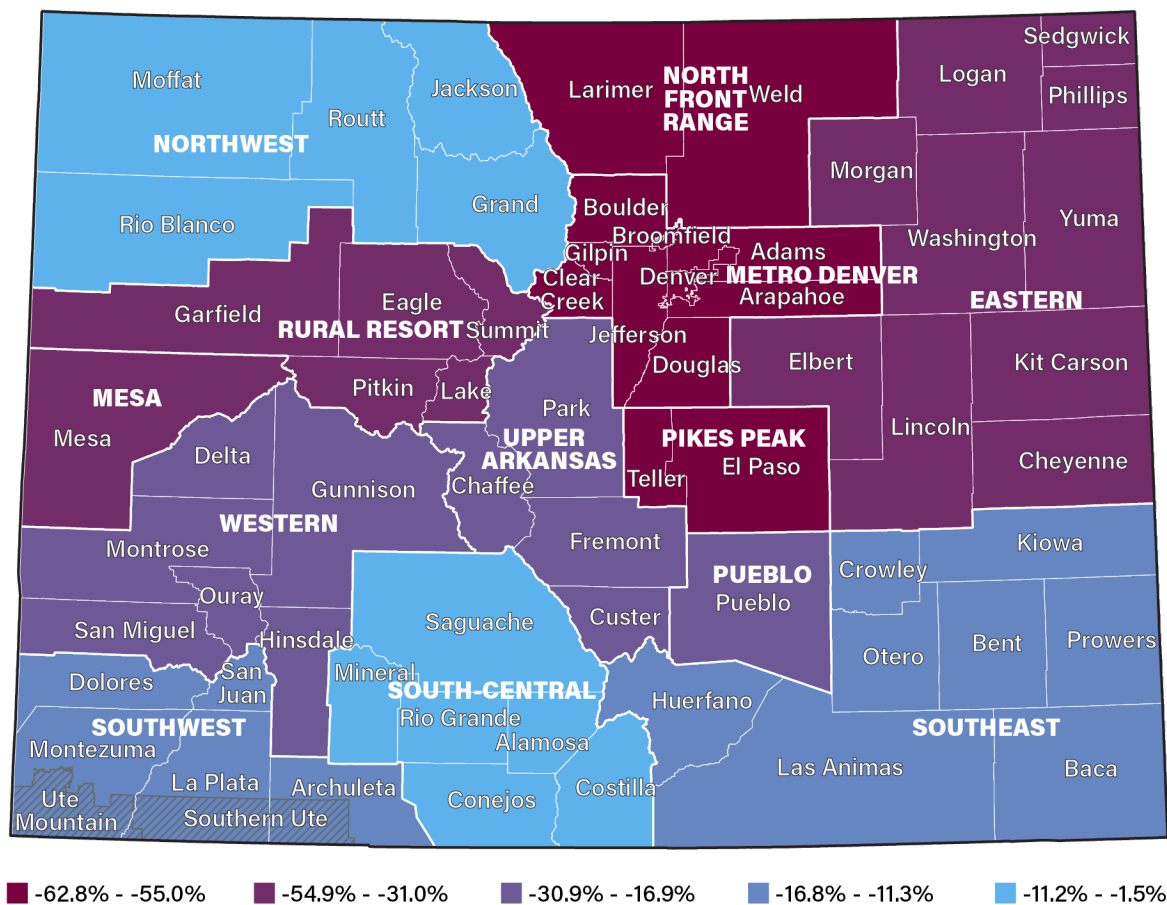 Sedgwick
Logan
Moffat
Jackson
Larimer
NORTH
FRONT
RANGE
Weld
Phillips
Routt
NORTHWEST
Morgan
Grand
Boulder
Yuma
Rio Blanco
Broomfield
Washington
Gilpin
Adams
Clear
Creek
Denver
METRO DENVER
Arapahoe
EASTERN
Garfield
Eagle
RURAL RESORT
Summit
Jefferson
Douglas
Elbert
Kit Carson
MESA
Pitkin
Lake
Park
Mesa
UPPER
ARKANSAS
PIKES PEAK
El Paso
Lincoln
Delta
Cheyenne
Gunnison
Chaffee
Teller
WESTERN
Montrose
Fremont
Kiowa
Crowley
PUEBLO
Pueblo
Ouray
San Miguel
Hinsdale
Saguache
Custer
Otero
Bent
Prowers
Dolores
San
Juan
Mineral
SOUTH-CENTRAL
Rio Grande
Alamosa
Huerfano
SOUTHWEST
SOUTHEAST
Montezuma
La Plata
Archuleta
Conejos
Costilla
Las Animas
Baca
Ute
Mountain
Southern Ute
-62.8% - -55.0%
-54.9% - -31.0%
-30.9% - -16.9%
-16.8% - -11.3%
-11.2% - -1.5%